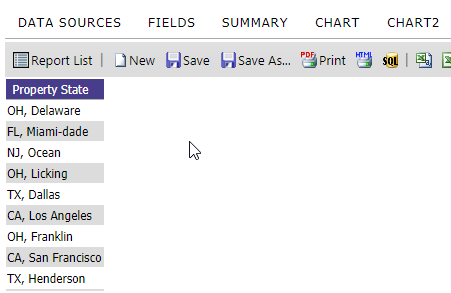 DATA SOURCES FIELDS SUMMARY CHART CHART2
Report List | New Save Save As... PDF Print HTML SQL |
Property State
OH, Delaware
FL, Miami-dade
NJ, Ocean
OH, Licking
TX, Dallas
CA, Los Angeles
OH, Franklin
CA, San Francisco
TX, Henderson